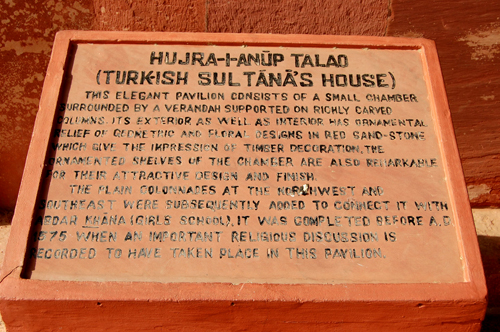 HUJRA-I-ANŪP TALAO
(TURKISH SULTĀNĀ'S HOUSE)
THIS ELEGANT PAVILION CONSISTS OF A SMALL CHAMBER
SURROUNDED BY A VERANDAH SUPPORTED ON RICHLY CARVED
COLUMNS. ITS EXTERIOR AS WELL AS INTERIOR HAS ORNAMENTAL
RELIEF OF GEOMETRIC AND FLORAL DESIGNS IN RED SAND-STONE
WHICH GIVE THE IMPRESSION OF TIMBER DECORATION, THE
ORNAMENTED SHELVES OF THE CHAMBER ARE ALSO REMARKABLE
FOR THEIR ATTRACTIVE DESIGN AND FINISH.
THE PLAIN COLONNADES AT THE NORTHWEST AND
SOUTHEAST WERE SUBSEQUENTLY ADDED TO CONNECT IT WITH
ABDAR KHĀNA (GIRLS SCHOOL), IT WAS COMPLETED BEFORE A.D.
1575 WHEN AN IMPORTANT RELIGIOUS DISCUSSION IS
RECORDED TO HAVE TAKEN PLACE IN THIS PAVILION.